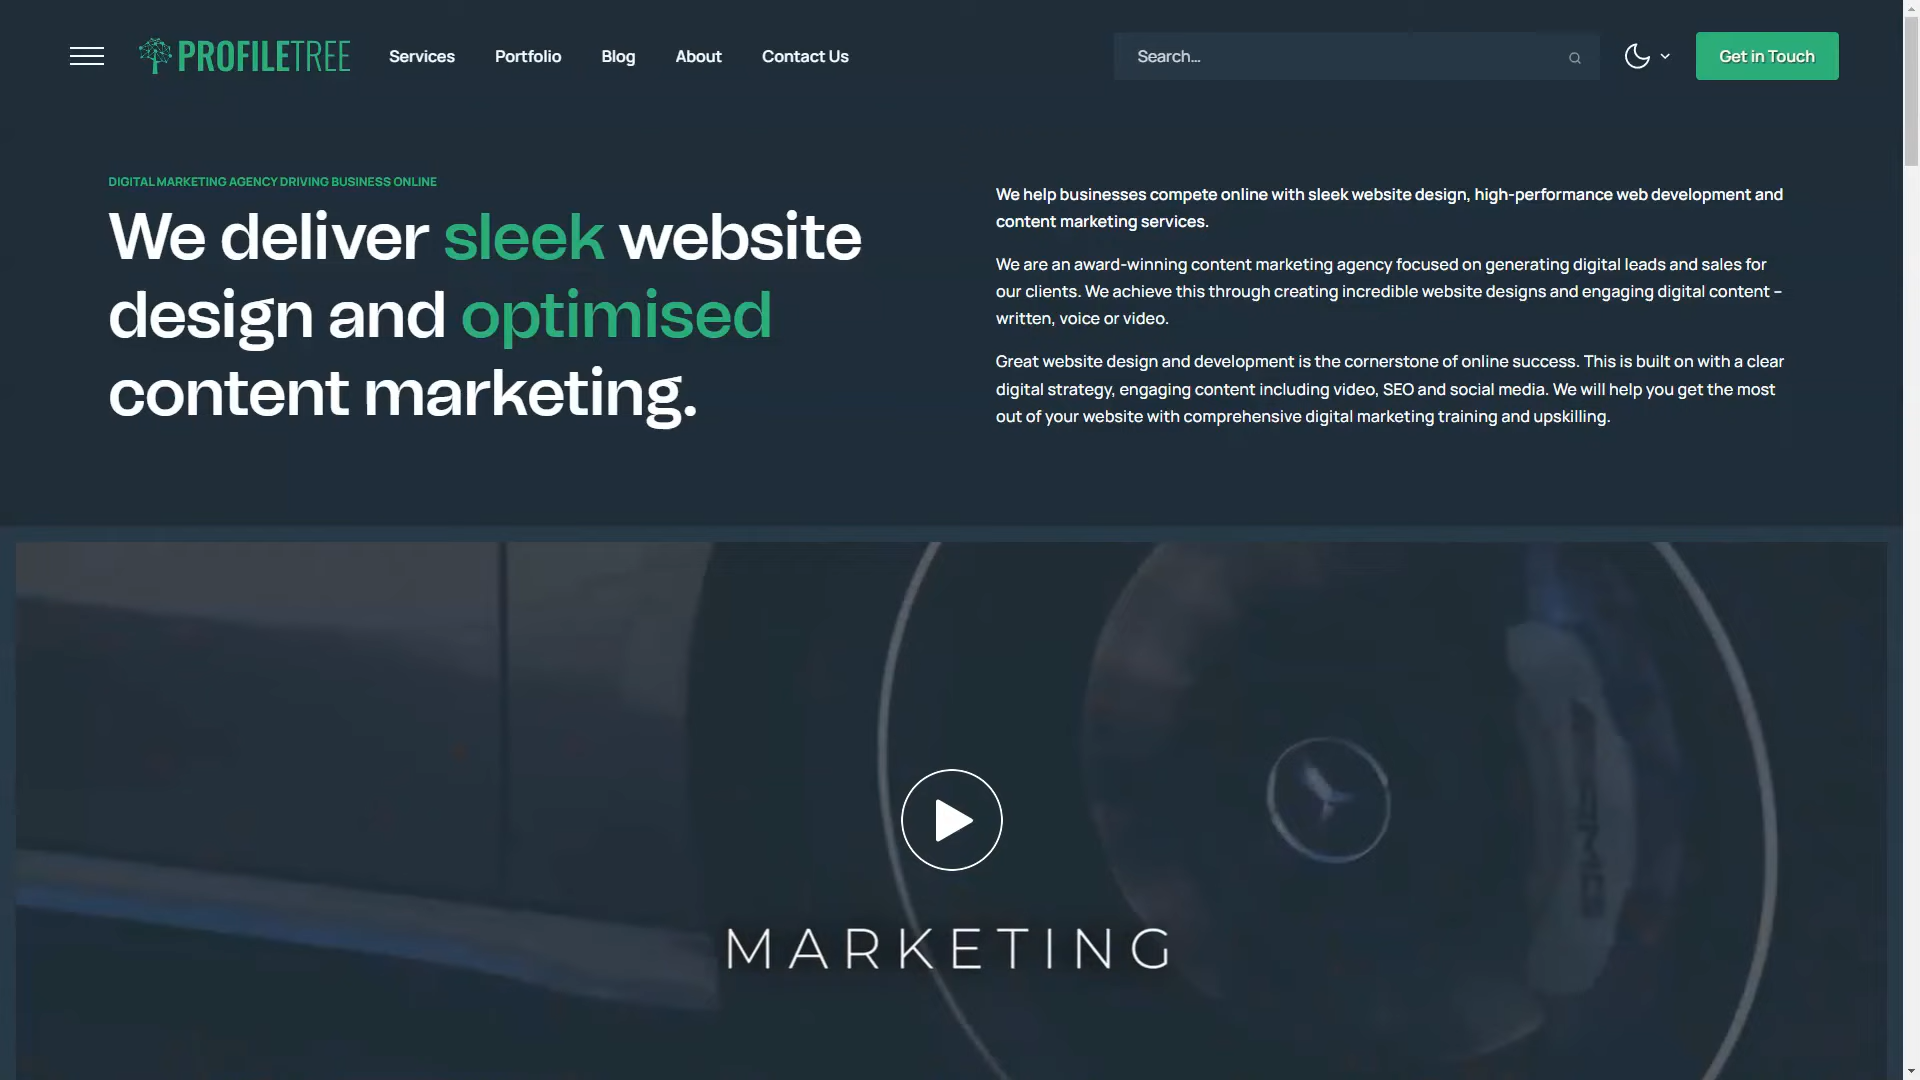 PROFILETREE
Services
Portfolio
Blog
About
Contact Us
Search...
Get in Touch
DIGITAL MARKETING AGENCY DRIVING BUSINESS ONLINE
We deliver sleek website
design and optimised
content marketing.
We help businesses compete online with sleek website design, high-performance web development and
content marketing services.
We are an award-winning content marketing agency focused on generating digital leads and sales for
our clients. We achieve this through creating incredible website designs and engaging digital content –
written, voice or video.
Great website design and development is the cornerstone of online success. This is built on with a clear
digital strategy, engaging content including video, SEO and social media. We will help you get the most
out of your website with comprehensive digital marketing training and upskilling.
MARKETING